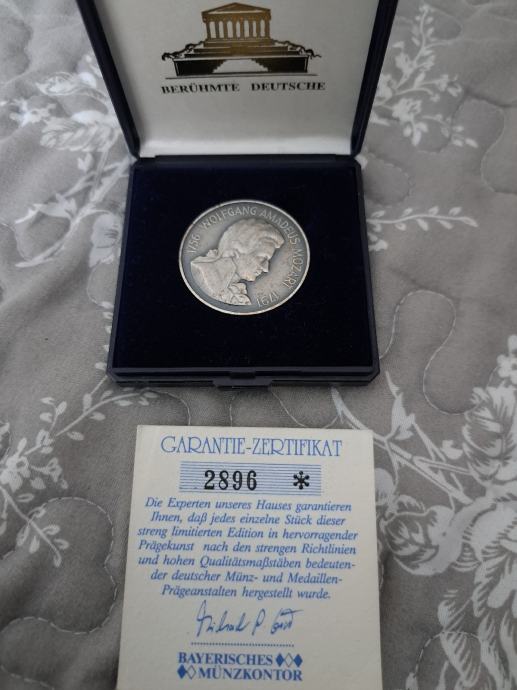 BERÜHMTE DEUTSCHE
1756 WOLFGANG AMADEUS MOZART 1791
GARANTIE-ZERTIFIKAT
2896 *
Die Experten unseres Hauses garantieren
Ihnen, daß jedes einzelne Stück dieser
streng limitierten Edition in hervorragender
Prägekunst nach den strengen Richtlinien
und hohen Qualitätsmaßstäben bedeuten-
der deutscher Münz- und Medaillen-
Prägeanstalten hergestellt wurde.
BAYERISCHES
MÜNZKONTOR